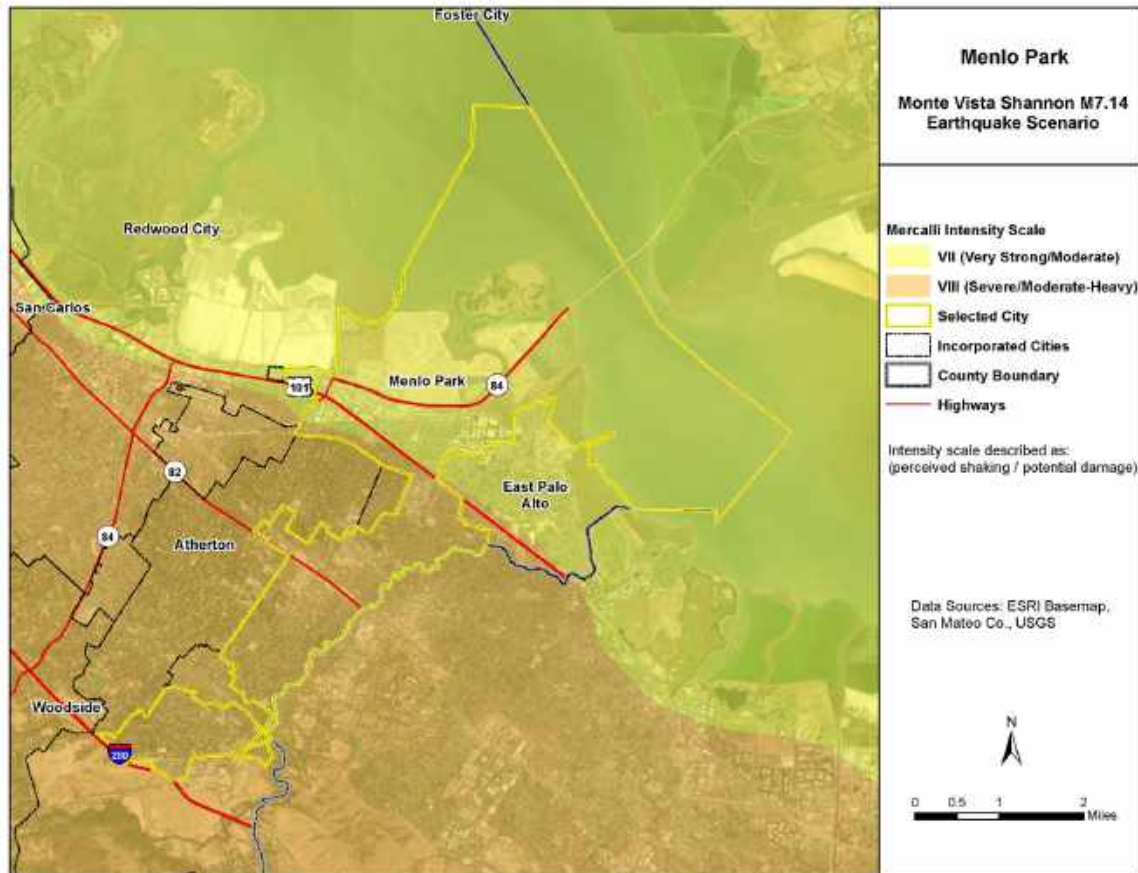 Foster City
Redwood City
San Carlos
101
Menlo Park
84
82
East Palo
Alto
84
Atherton
Woodside
280
Menlo Park
Monte Vista Shannon M7.14
Earthquake Scenario
Mercalli Intensity Scale
VII (Very Strong/Moderate)
VIII (Severe/Moderate-Heavy)
Selected City
Incorporated Cities
County Boundary
Highways
Intensity scale described as:
(perceived shaking / potential damage)
Data Sources: ESRI Basemap,
San Mateo Co., USGS
N
0 0.5 1 2
Miles